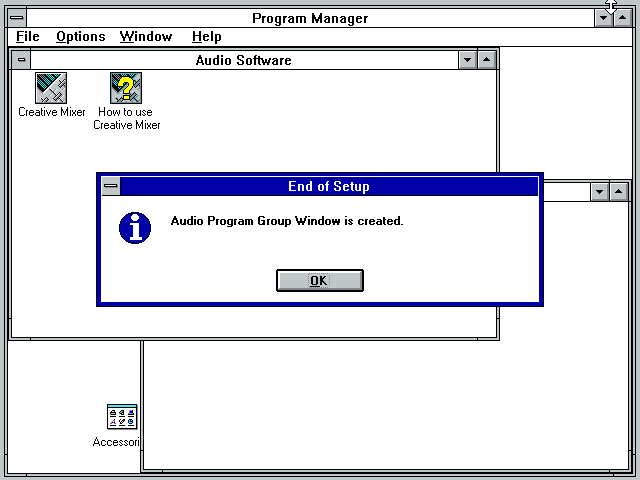 Program Manager
File Options Window Help
Audio Software
Creative Mixer
How to use
Creative Mixer
End of Setup
Audio Program Group Window is created.
OK
Accessori